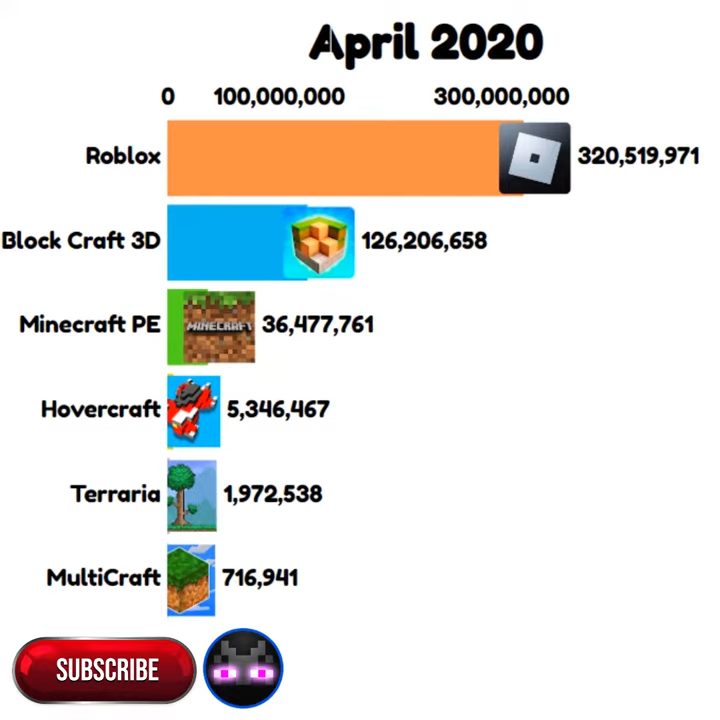 April 2020
0 100,000,000 300,000,000
Roblox 320,519,971
Block Craft 3D 126,206,658
Minecraft PE MINECRAFT 36,477,761
Hovercraft 5,346,467
Terraria 1,972,538
MultiCraft 716,941
SUBSCRIBE